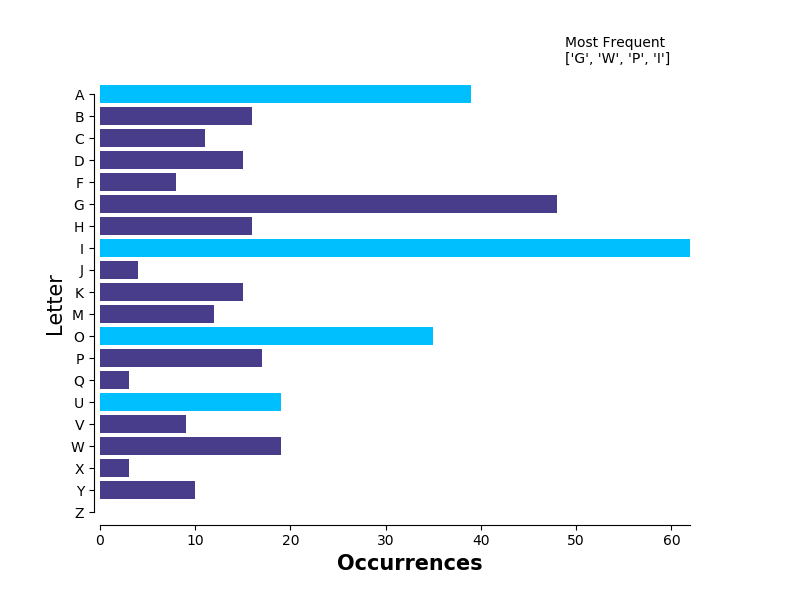 Most Frequent
['G', 'W', 'P', 'I']
A
B
C
D
F
G
H
I
J
K
M
O
P
Q
U
V
W
X
Y
Z
Letter
0 10 20 30 40 50 60
Occurrences